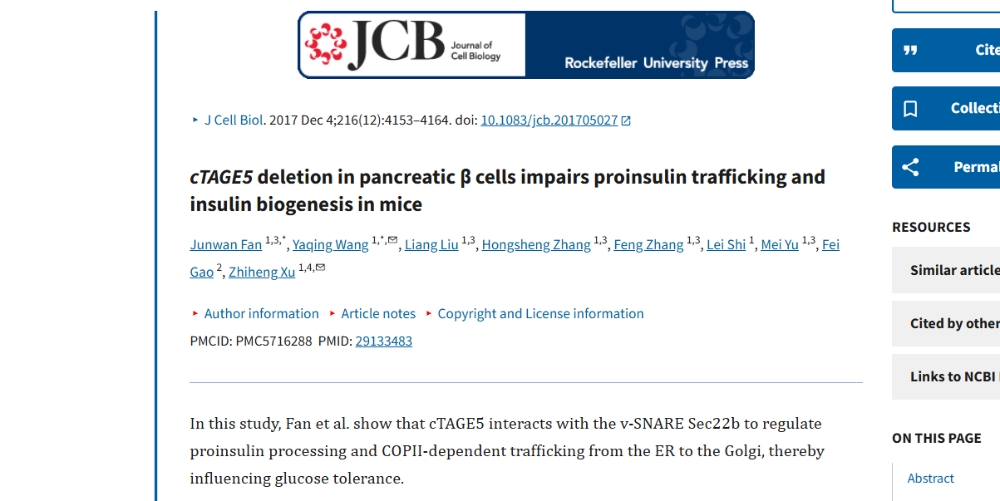 JCB Journal of
Cell Biology
Rockefeller University Press
‣ J Cell Biol. 2017 Dec 4;216(12):4153–4164. doi: 10.1083/jcb.201705027
cTAGE5 deletion in pancreatic β cells impairs proinsulin trafficking and
insulin biogenesis in mice
Junwan Fan 1,3,*, Yaqing Wang 1,*,✉, Liang Liu 1,3, Hongsheng Zhang 1,3, Feng Zhang 1,3, Lei Shi 1, Mei Yu 1,3, Fei
Gao 2, Zhiheng Xu 1,4,✉
‣ Author information ‣ Article notes ‣ Copyright and License information
PMCID: PMC5716288 PMID: 29133483
In this study, Fan et al. show that cTAGE5 interacts with the v-SNARE Sec22b to regulate
proinsulin processing and COPII-dependent trafficking from the ER to the Golgi, thereby
influencing glucose tolerance.
Cite
Collecti
Permal
RESOURCES
Similar article
Cited by other
Links to NCBI
ON THIS PAGE
Abstract